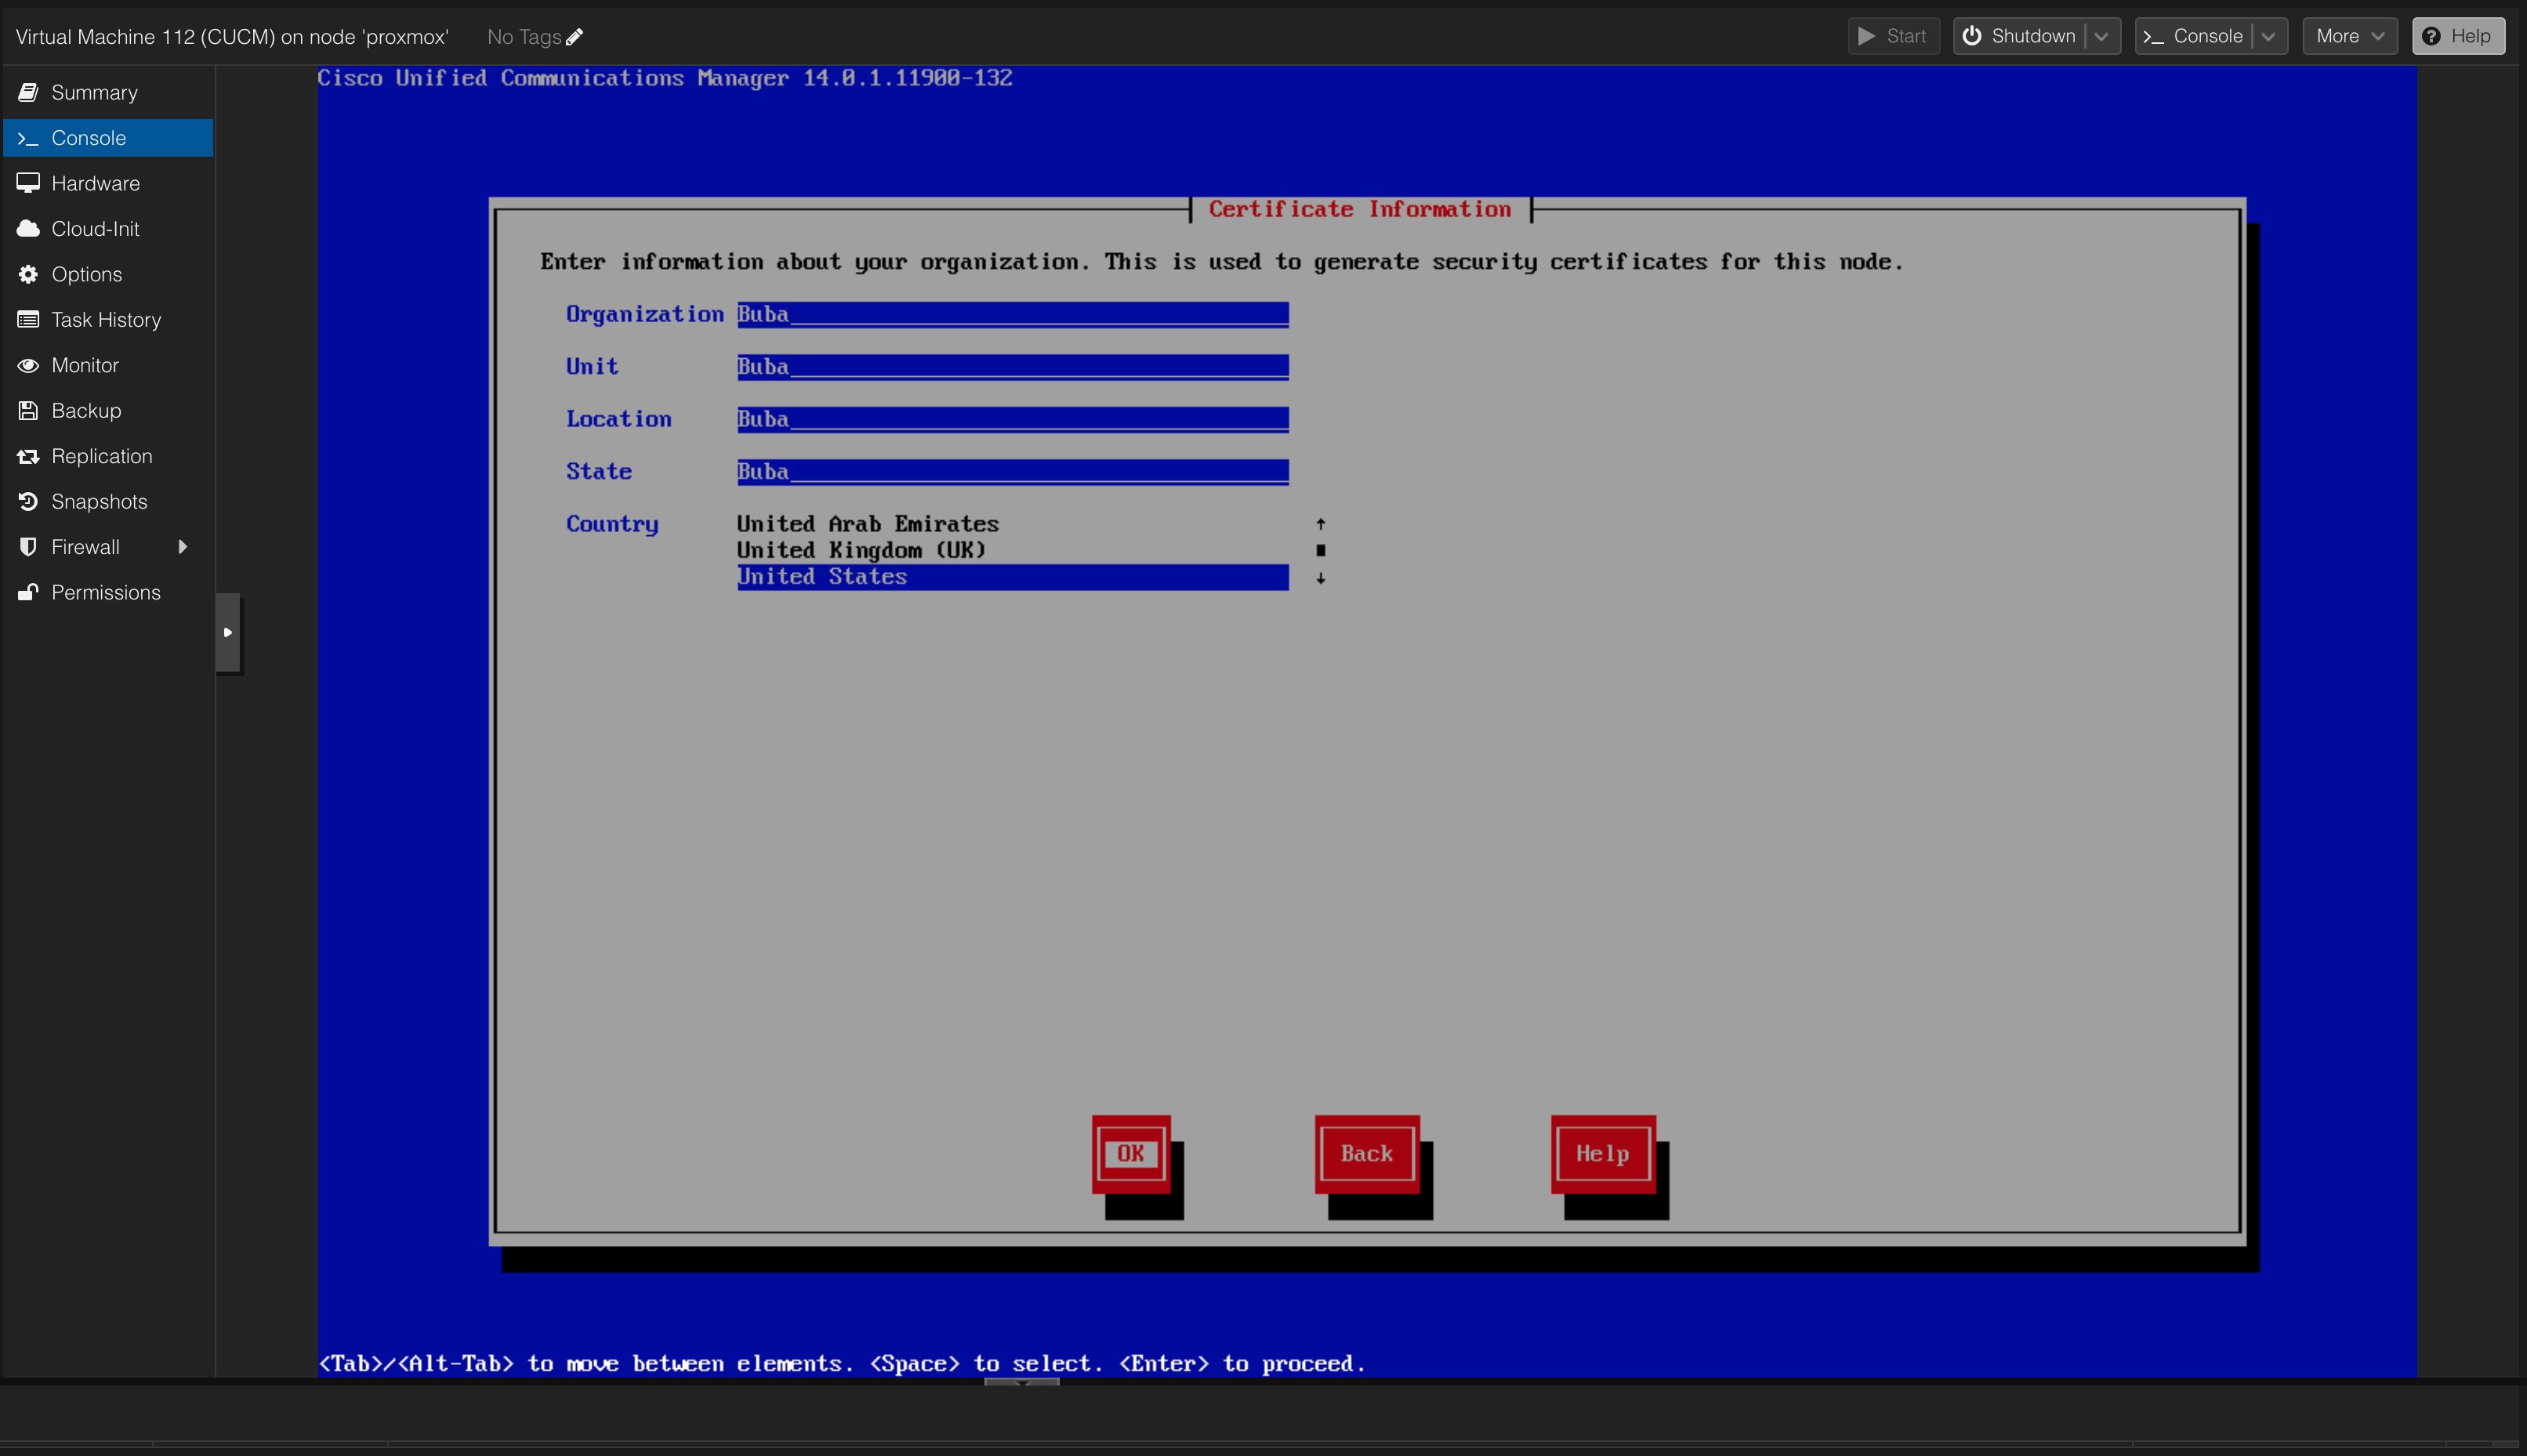 Virtual Machine 112 (CUCM) on node 'proxmox' No Tags Start Shutdown Console More Help
Summary
Console
Hardware
Cloud-Init
Options
Task History
Monitor
Backup
Replication
Snapshots
Firewall
Permissions
Cisco Unified Communications Manager 14.0.1.11900-132
Certificate Information
Enter information about your organization. This is used to generate security certificates for this node.
Organization Buba
Unit Buba
Location Buba
State Buba
Country United Arab Emirates
United Kingdom (UK)
United States
OK Back Help
<Tab>/<Alt-Tab> to move between elements. <Space> to select. <Enter> to proceed.